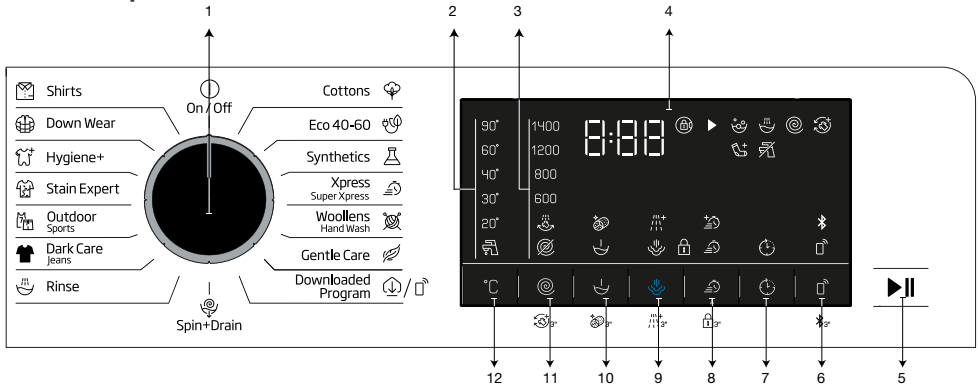 1
2
3
4
On / Off
Shirts
Down Wear
Hygiene+
Stain Expert
Outdoor
Sports
Dark Care
Jeans
Rinse
Spin+Drain
Cottons
Eco 40-60
Synthetics
Xpress
Super Xpress
Woollens
Hand Wash
Gentle Care
Downloaded
Program
/
90°
60°
40°
30°
20°
1400
1200
800
600
8:88
°C
3"
3"
3"
3"
3"
12
11
10
9
8
7
6
5